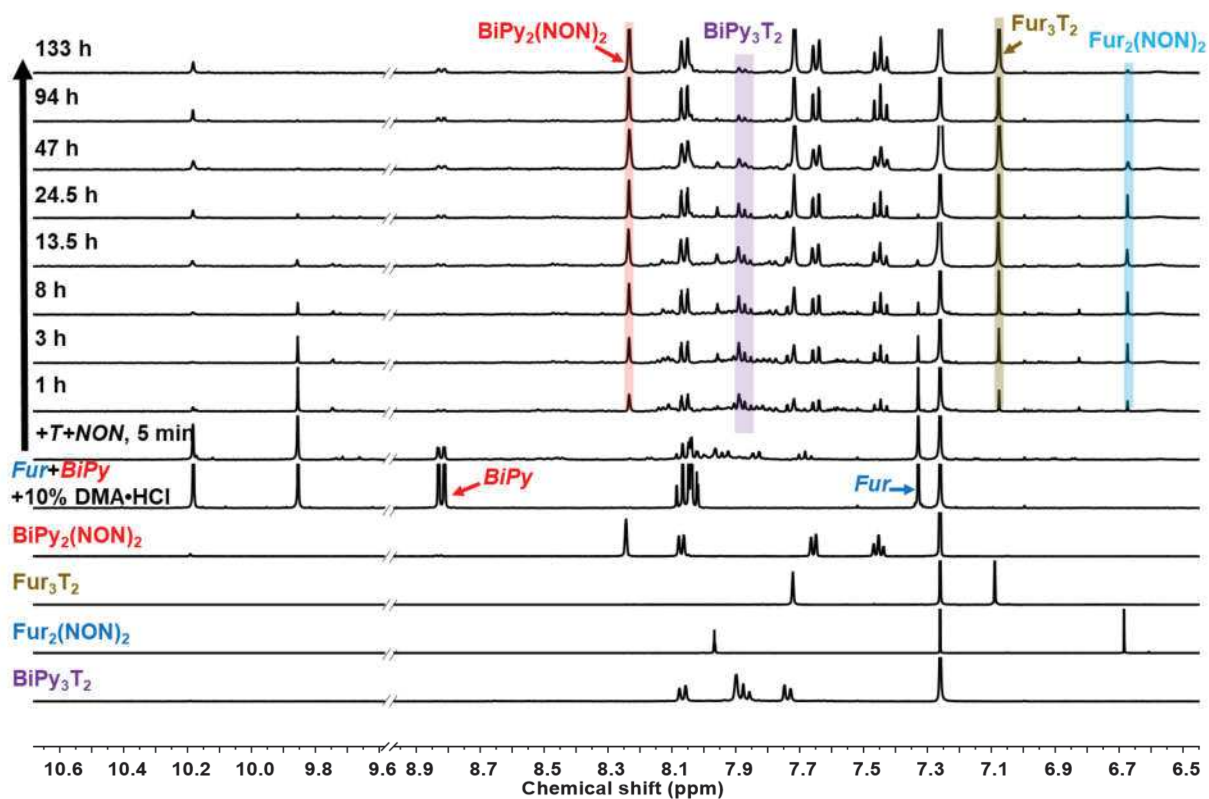 133 h
BiPy₂(NON)₂
BiPy₃T₂
Fur₃T₂
Fur₂(NON)₂
94 h
47 h
24.5 h
13.5 h
8 h
3 h
1 h
+T+NON, 5 min
Fur+BiPy
+10% DMA•HCl
BiPy
Fur
BiPy₂(NON)₂
Fur₃T₂
Fur₂(NON)₂
BiPy₃T₂
10.6 10.4 10.2 10.0 9.8 9.6 8.9 8.7 8.5 8.3 8.1 7.9 7.7 7.5 7.3 7.1 6.9 6.7 6.5
Chemical shift (ppm)